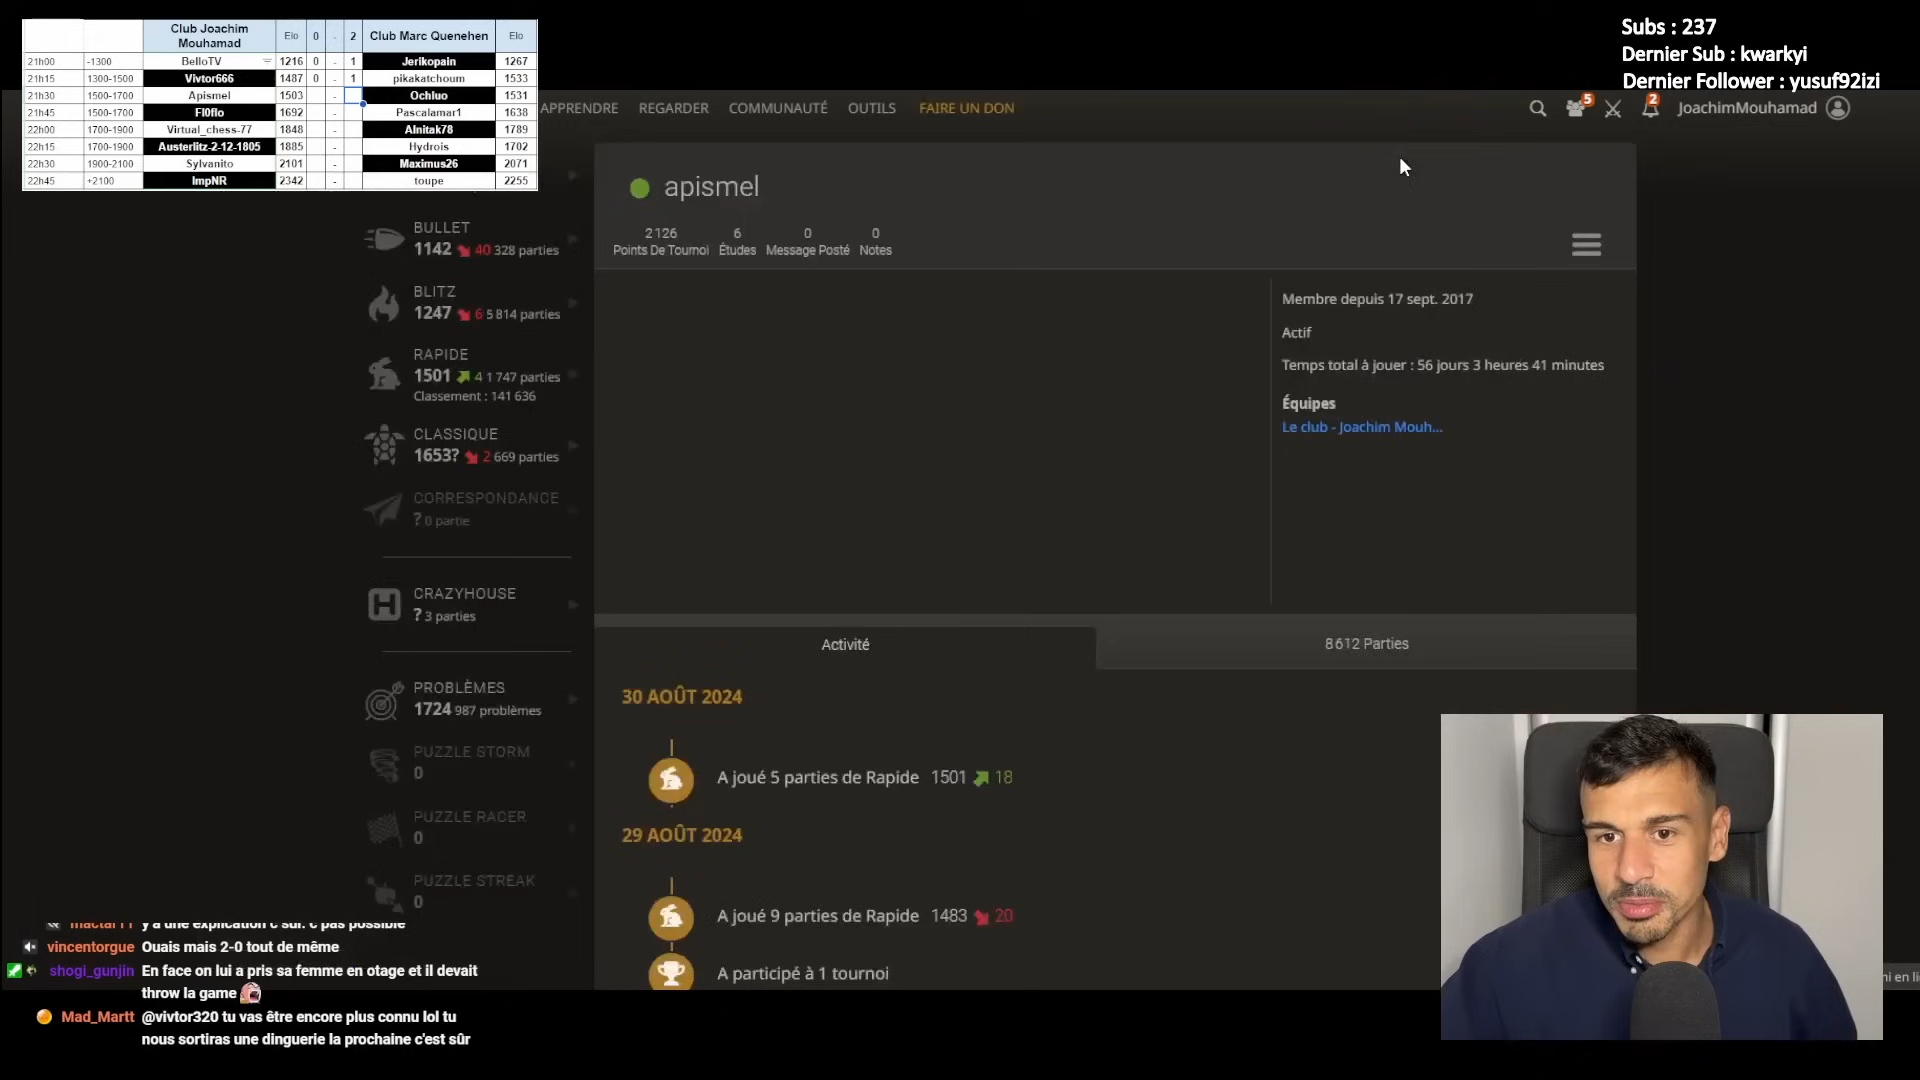 Club Joachim Mouhamad Elo 0 - 2 Club Marc Quenehen Elo
21h00 -1300 BelloTV 1216 0 - 1 Jerikopain 1267
21h15 1300-1500 Vivtor666 1487 0 - 1 pikakatchoum 1533
21h30 1500-1700 Apismel 1503 - Ochluo 1531
21h45 1500-1700 Fl0flo 1692 - Pascalamar1 1638
22h00 1700-1900 Virtual_chess-77 1848 - Alnitak78 1789
22h15 1700-1900 Austerlitz-2-12-1805 1885 - Hydrois 1702
22h30 1900-2100 Sylvanito 2101 - Maximus26 2071
22h45 +2100 ImpNR 2342 - toupe 2255
Subs : 237
Dernier Sub : kwarkyi
Dernier Follower : yusuf92izi
APPRENDRE REGARDER COMMUNAUTÉ OUTILS FAIRE UN DON 5 2 JoachimMouhamad
apismel
2 126 6 0 0
Points De Tournoi Études Message Posté Notes
BULLET
1142 40 328 parties
BLITZ
1247 6 5 814 parties
RAPIDE
1501 4 1 747 parties
Classement : 141 636
CLASSIQUE
1653? 2 669 parties
CORRESPONDANCE
? 0 partie
CRAZYHOUSE
? 3 parties
PROBLÈMES
1724 987 problèmes
PUZZLE STORM
0
PUZZLE RACER
0
PUZZLE STREAK
0
Membre depuis 17 sept. 2017
Actif
Temps total à jouer : 56 jours 3 heures 41 minutes
Équipes
Le club - Joachim Mouh...
Activité 8 612 Parties
30 AOÛT 2024
A joué 5 parties de Rapide 1501 18
29 AOÛT 2024
A joué 9 parties de Rapide 1483 20
A participé à 1 tournoi
y a une explication c sur. c pas possible
vincentorgue Ouais mais 2-0 tout de même
shogi_gunjin En face on lui a pris sa femme en otage et il devait
throw la game
Mad_Martt @vivtor320 tu vas être encore plus connu lol tu
nous sortiras une dinguerie la prochaine c'est sûr